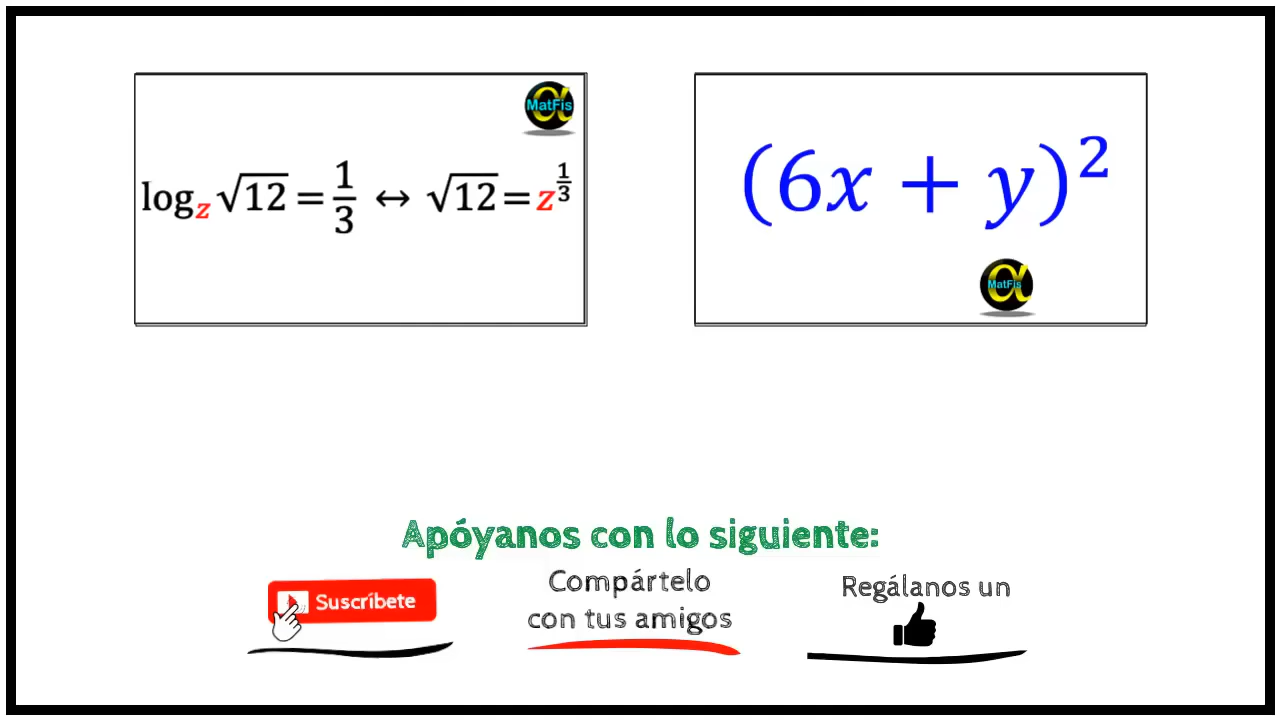 MatFis
log_z √12 = 1/3 ↔ √12 = z^(1/3)
(6x + y)²
MatFis
Apóyanos con lo siguiente:
Suscríbete
Compártelo
con tus amigos
Regálanos un